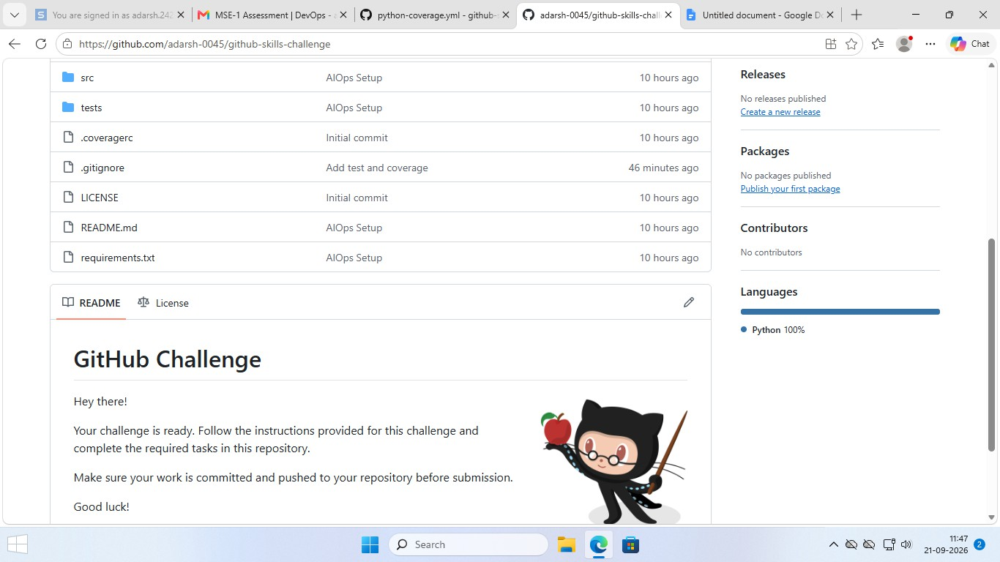 You are signed in as adarsh.242
MSE-1 Assessment | DevOps - a
python-coverage.yml - github-s
adarsh-0045/github-skills-chall
Untitled document - Google Do
https://github.com/adarsh-0045/github-skills-challenge
Chat
src AIOps Setup 10 hours ago
tests AIOps Setup 10 hours ago
.coveragerc Initial commit 10 hours ago
.gitignore Add test and coverage 46 minutes ago
LICENSE Initial commit 10 hours ago
README.md AIOps Setup 10 hours ago
requirements.txt AIOps Setup 10 hours ago
README License
GitHub Challenge
Hey there!
Your challenge is ready. Follow the instructions provided for this challenge and
complete the required tasks in this repository.
Make sure your work is committed and pushed to your repository before submission.
Good luck!
Releases
No releases published
Create a new release
Packages
No packages published
Publish your first package
Contributors
No contributors
Languages
Python 100%
Search
11:47
21-09-2026
2